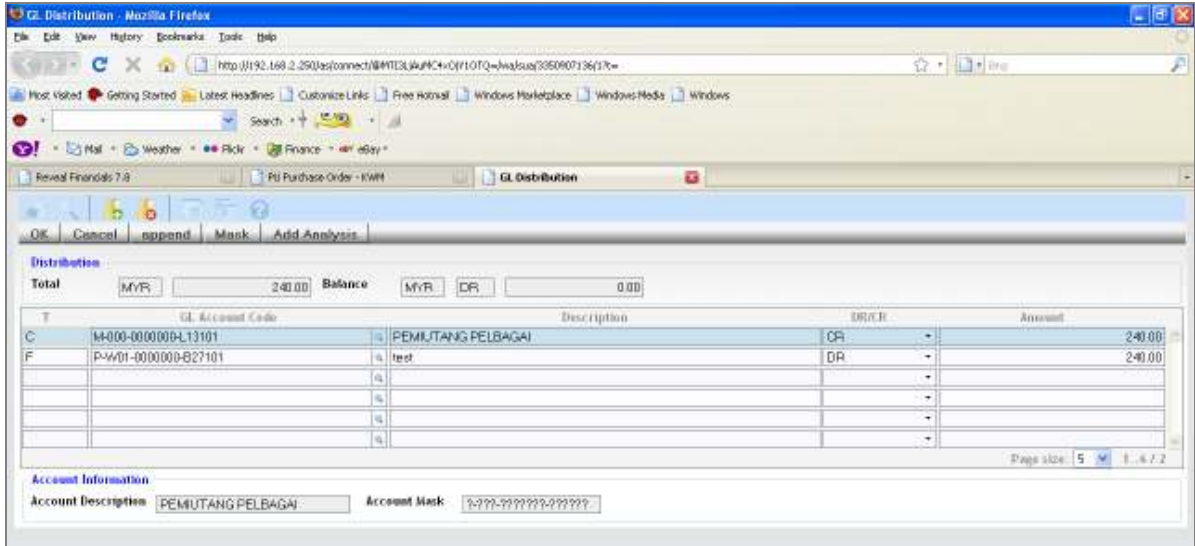 GL Distribution - Mozilla Firefox
File Edit View History Bookmarks Tools Help
Most Visited Getting Started Latest Headlines Customize Links Free Hotmail Windows Marketplace Windows Media Windows
Search
Y! Mail Weather Flickr Finance eBay
Reveal Financials 7.8 PtJ Purchase Order - KWM GL Distribution
OK Cancel append Mask Add Analysis
Distribution
Total MYR 240.00 Balance MYR DR 0.00
T GL Account Code Description DR/CR Amount
C M-000-0000000-L13101 PEMIUTANG PELBAGAI CR 240.00
F P-W01-0000000-B27101 test DR 240.00
Page size: 5 1..6 / 2
Account Information
Account Description PEMIUTANG PELBAGAI Account Mask ?-???-???????-??????